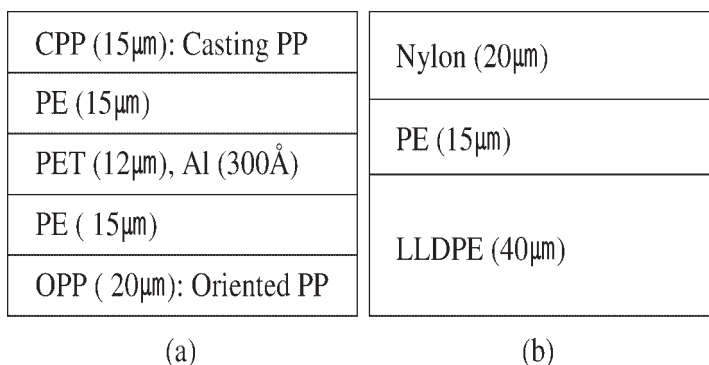 CPP (15㎛): Casting PP
PE (15㎛)
PET (12㎛), Al (300Å)
PE ( 15㎛)
OPP ( 20㎛): Oriented PP
(a)
Nylon (20㎛)
PE (15㎛)
LLDPE (40㎛)
(b)